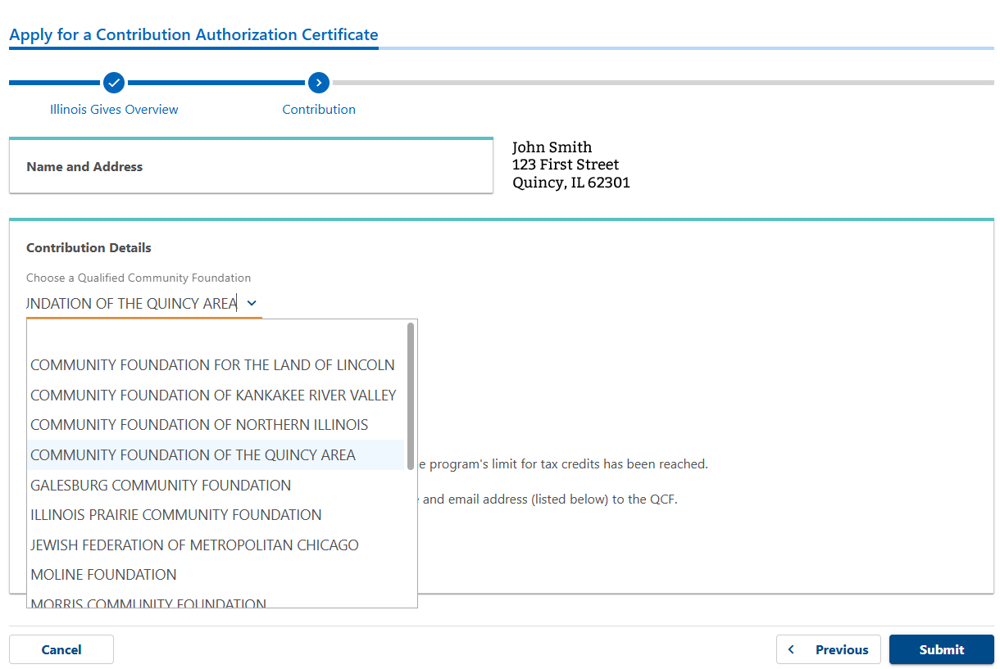 Apply for a Contribution Authorization Certificate
Illinois Gives Overview
Contribution
Name and Address
John Smith
123 First Street
Quincy, IL 62301
Contribution Details
Choose a Qualified Community Foundation
OF THE QUINCY AREA
COMMUNITY FOUNDATION FOR THE LAND OF LINCOLN
COMMUNITY FOUNDATION OF KANKAKEE RIVER VALLEY
COMMUNITY FOUNDATION OF NORTHERN ILLINOIS
COMMUNITY FOUNDATION OF THE QUINCY AREA
program's limit for tax credits has been reached.
GALESBURG COMMUNITY FOUNDATION
and email address (listed below) to the QCF.
ILLINOIS PRAIRIE COMMUNITY FOUNDATION
JEWISH FEDERATION OF METROPOLITAN CHICAGO
MOLINE FOUNDATION
MORRIS COMMUNITY FOUNDATION
Cancel
Previous
Submit